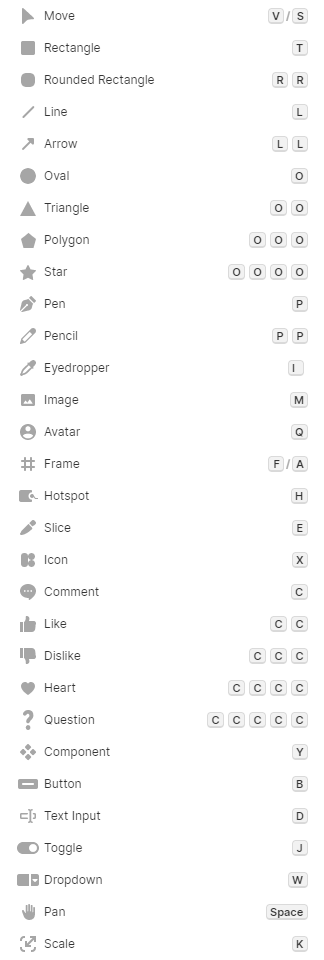 Move V / S
Rectangle T
Rounded Rectangle R R
Line L
Arrow L L
Oval O
Triangle O O
Polygon O O O
Star O O O O
Pen P
Pencil P P
Eyedropper I
Image M
Avatar Q
Frame F / A
Hotspot H
Slice E
Icon X
Comment C
Like C C
Dislike C C C
Heart C C C C
Question C C C C C
Component Y
Button B
Text Input D
Toggle J
Dropdown W
Pan Space
Scale K